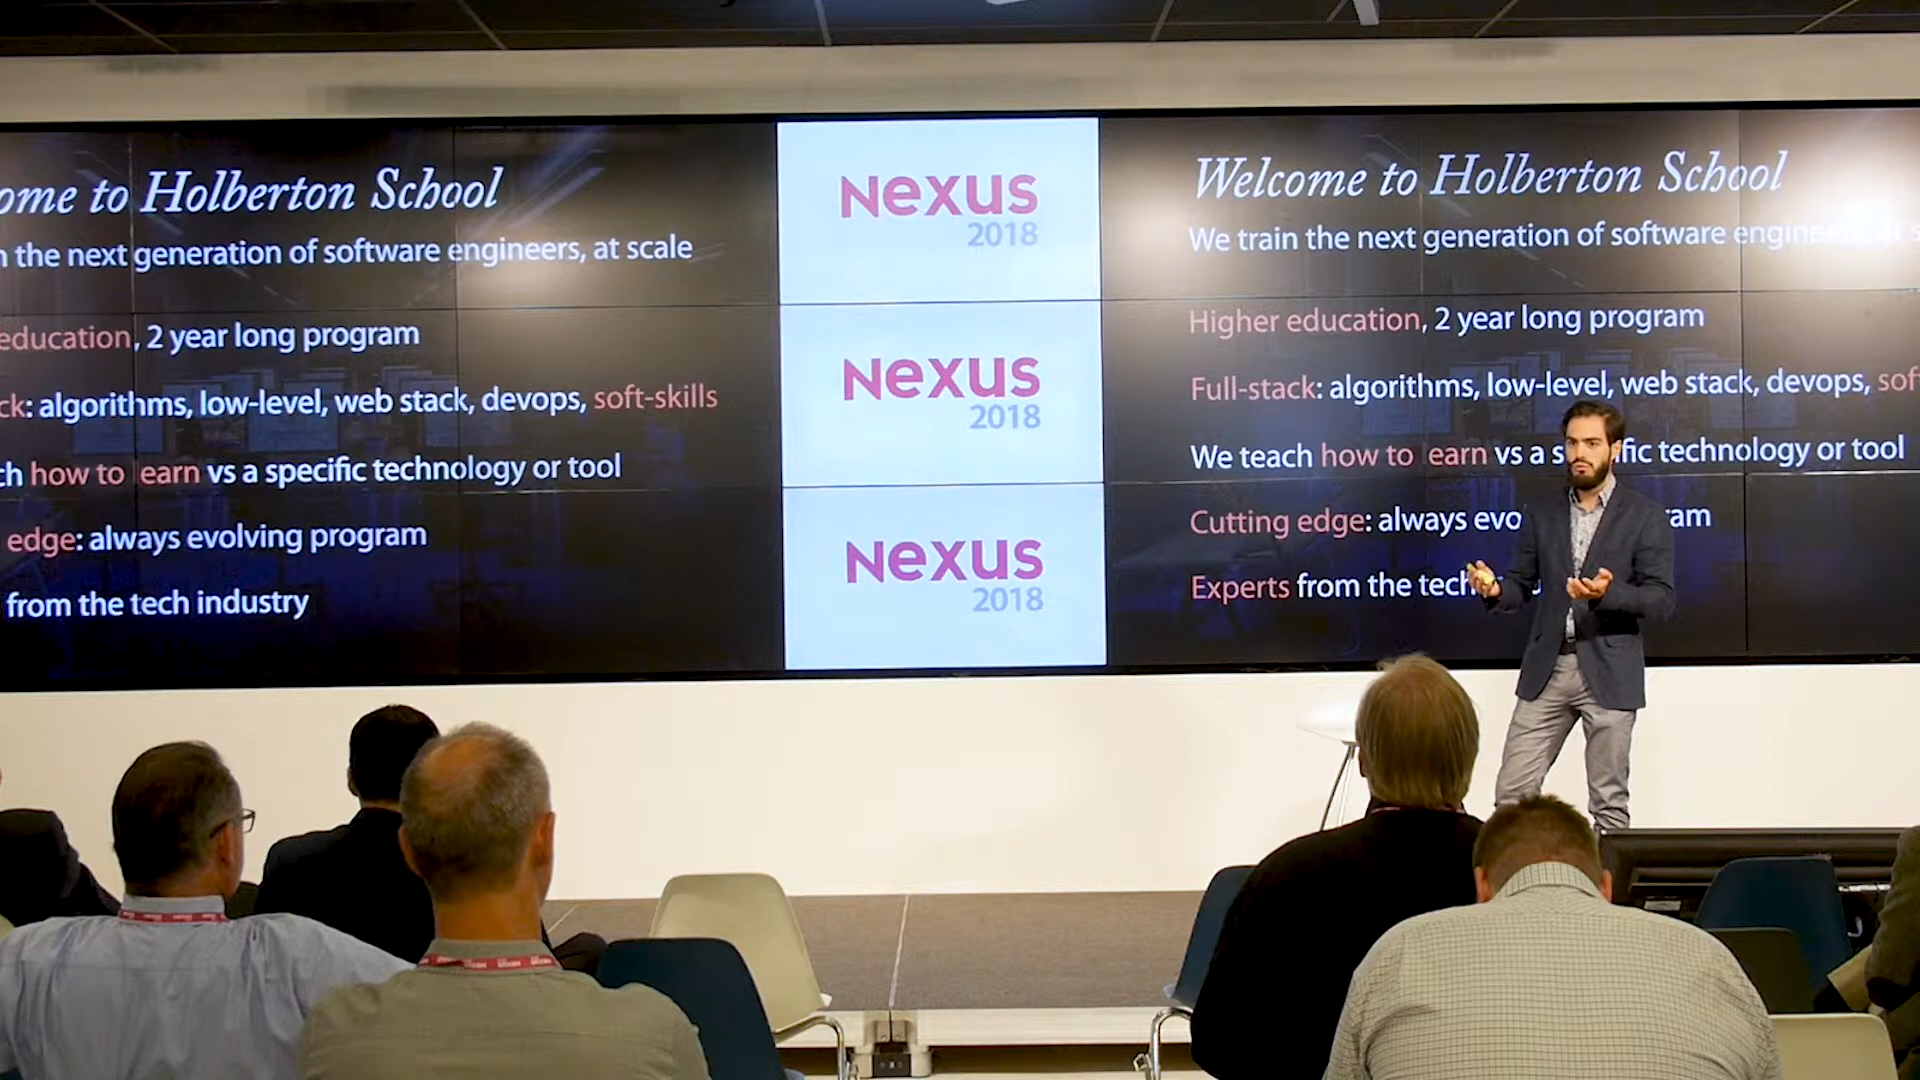 ome to Holberton School
n the next generation of software engineers, at scale
education, 2 year long program
ck: algorithms, low-level, web stack, devops, soft-skills
ch how to earn vs a specific technology or tool
edge: always evolving program
from the tech industry
Nexus
2018
Nexus
2018
Nexus
2018
Welcome to Holberton School
We train the next generation of software engine
Higher education, 2 year long program
Full-stack: algorithms, low-level, web stack, devops, sof
We teach how to earn vs a s ific technology or tool
Cutting edge: always evo ram
Experts from the tech